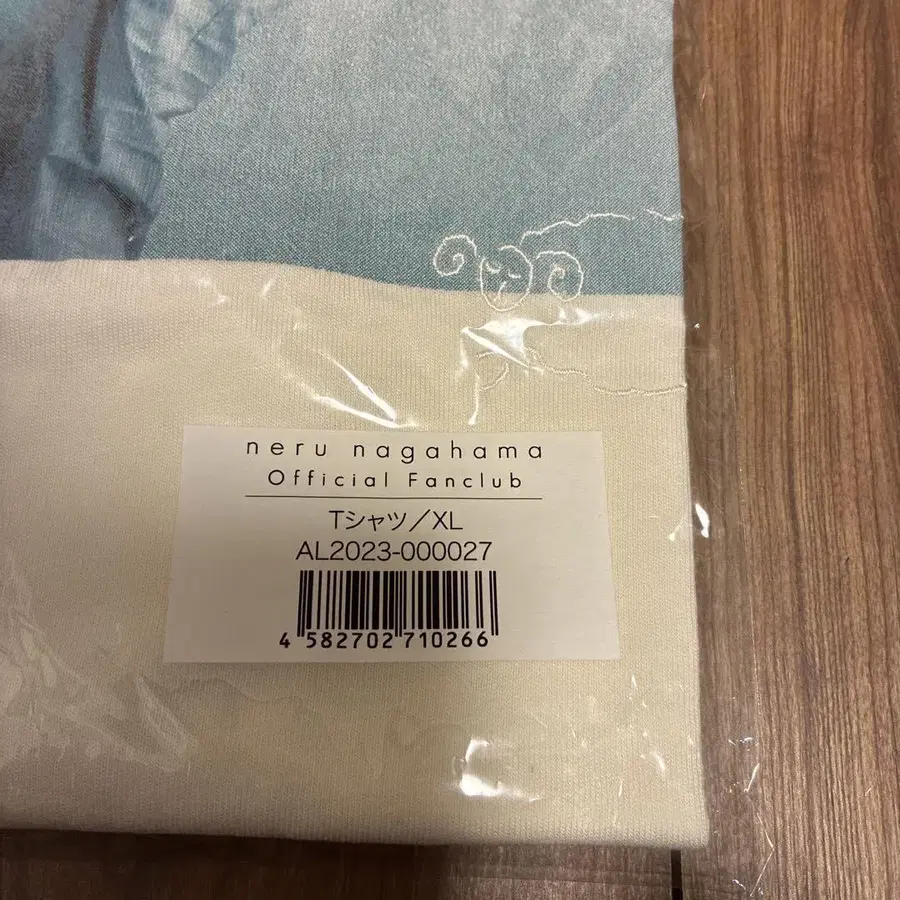 neru nagahama
Official Fanclub
Tシャツ／XL
AL2023-000027
4 582702 710266